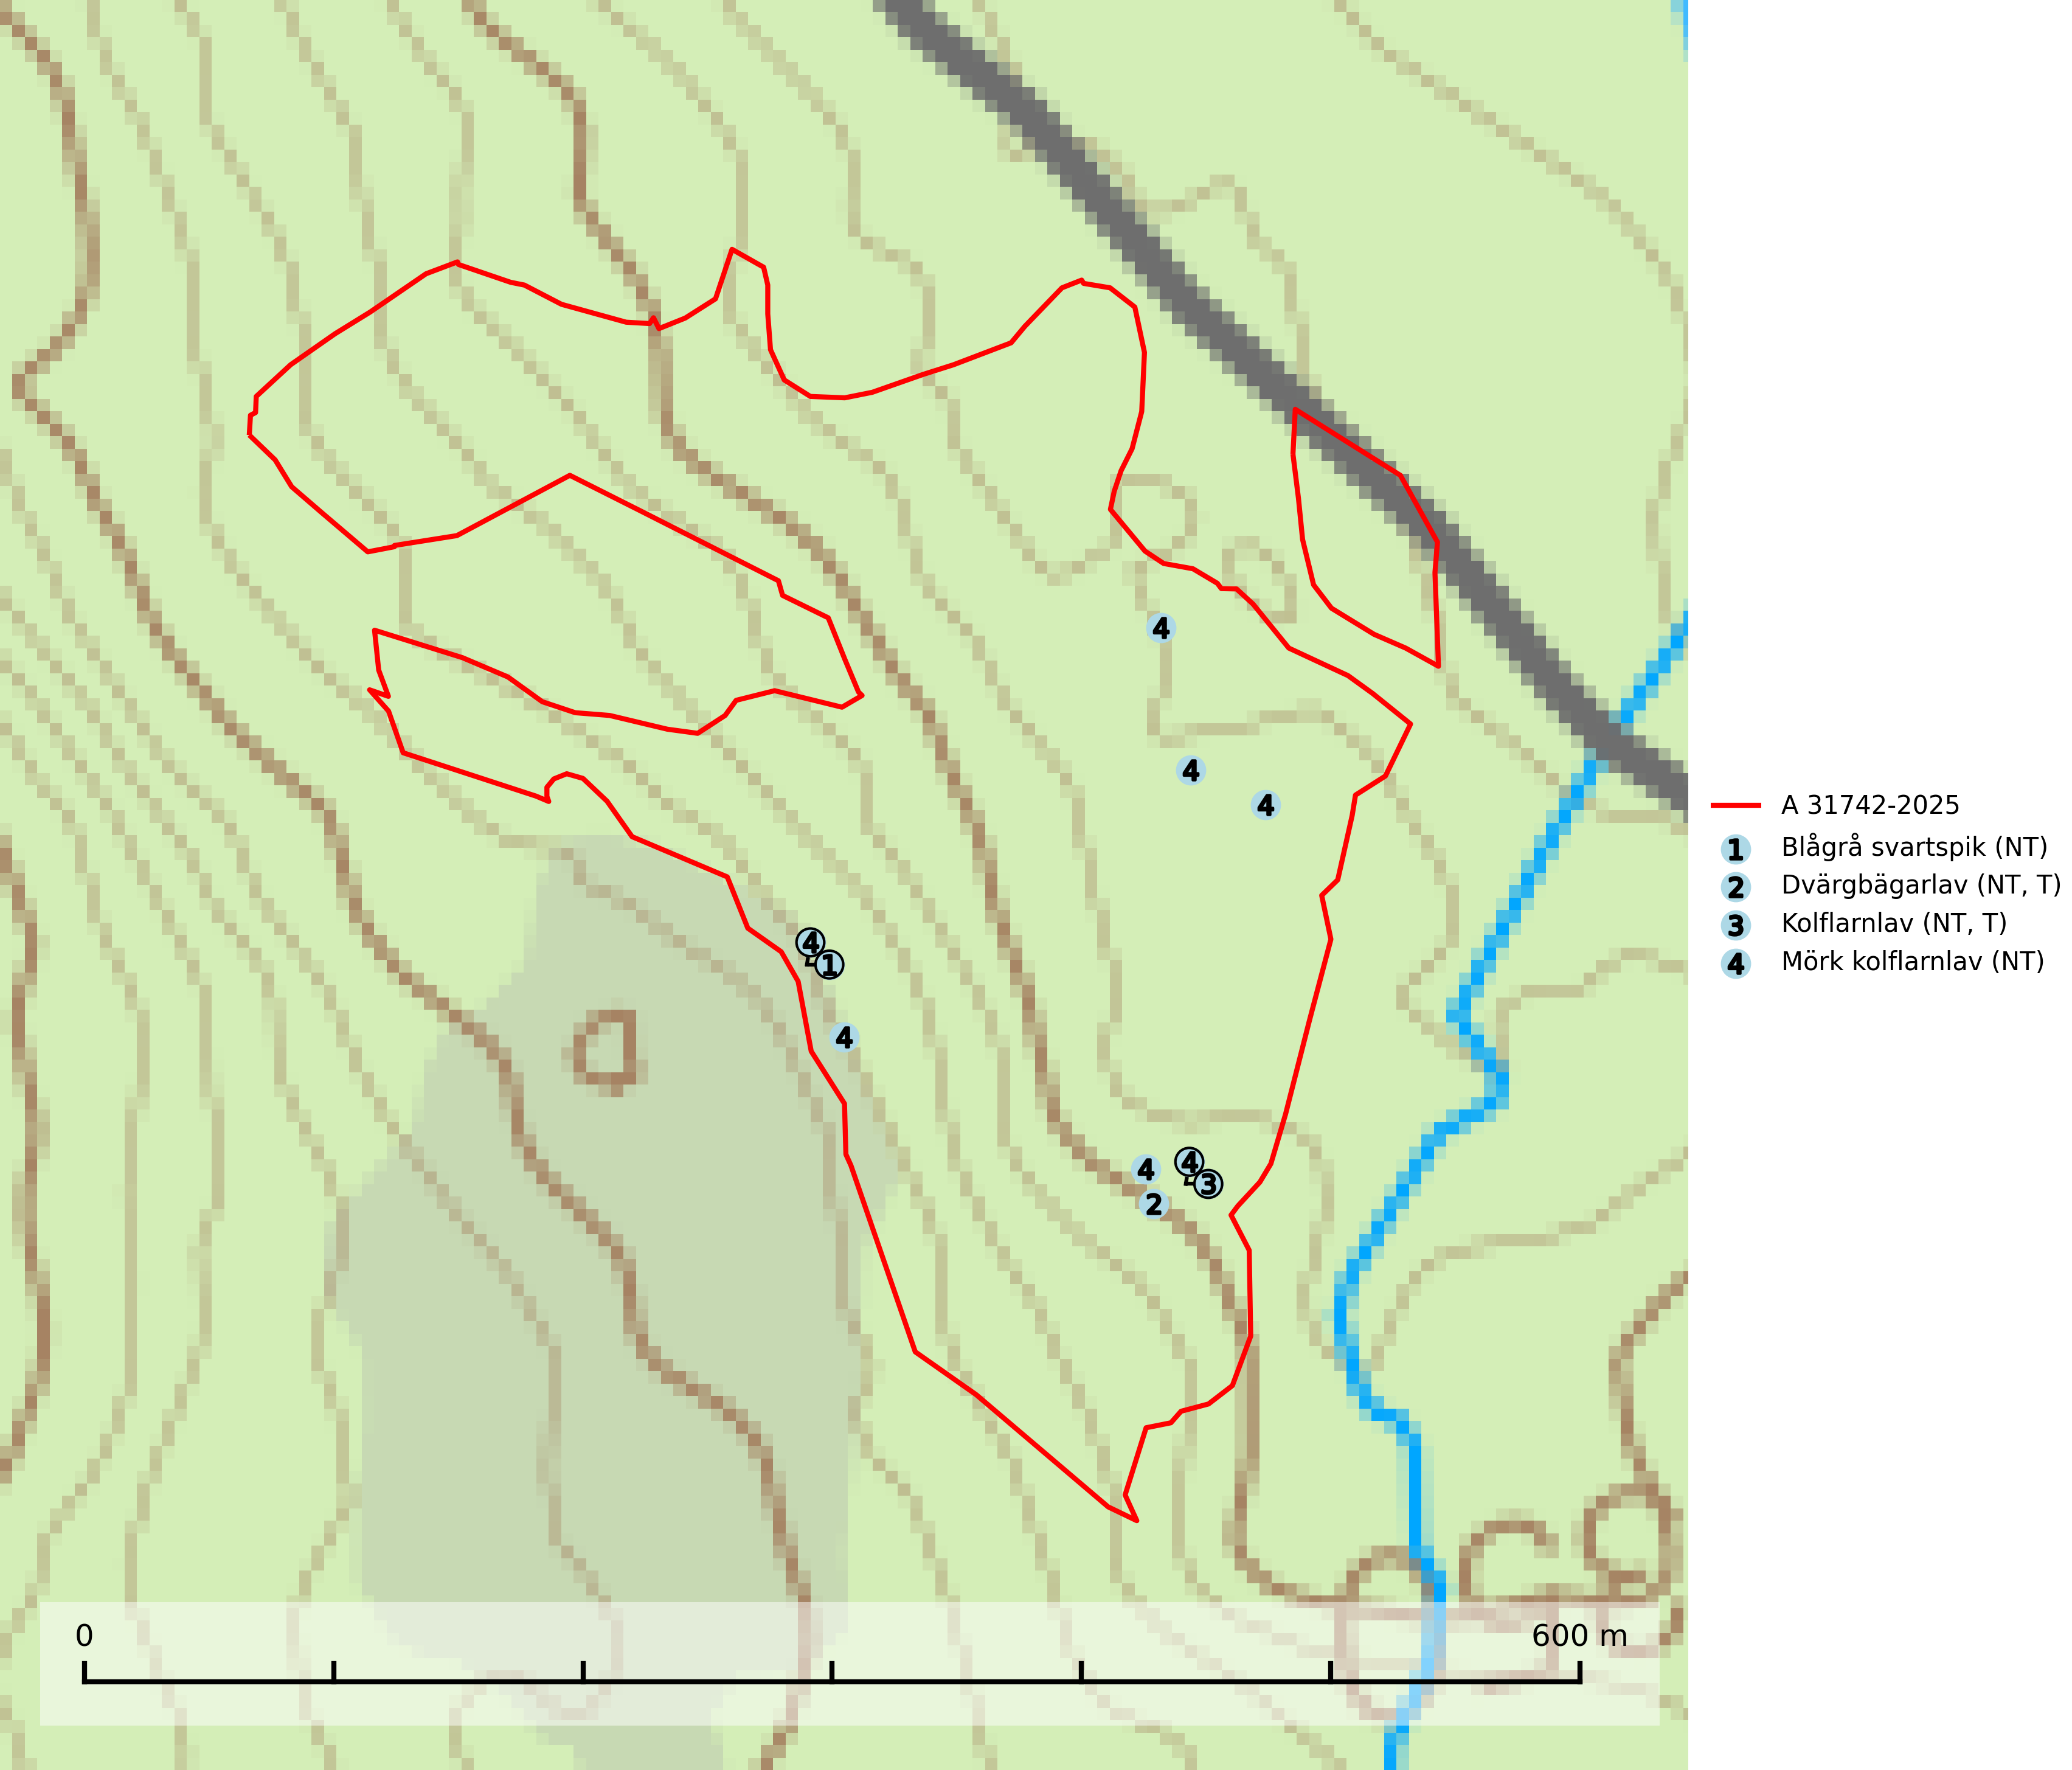 4
4
4
4
1
4
4
4
3
2
0
600 m
A 31742-2025
1 Blågrå svartspik (NT)
2 Dvärgbägarlav (NT, T)
3 Kolflarnlav (NT, T)
4 Mörk kolflarnlav (NT)